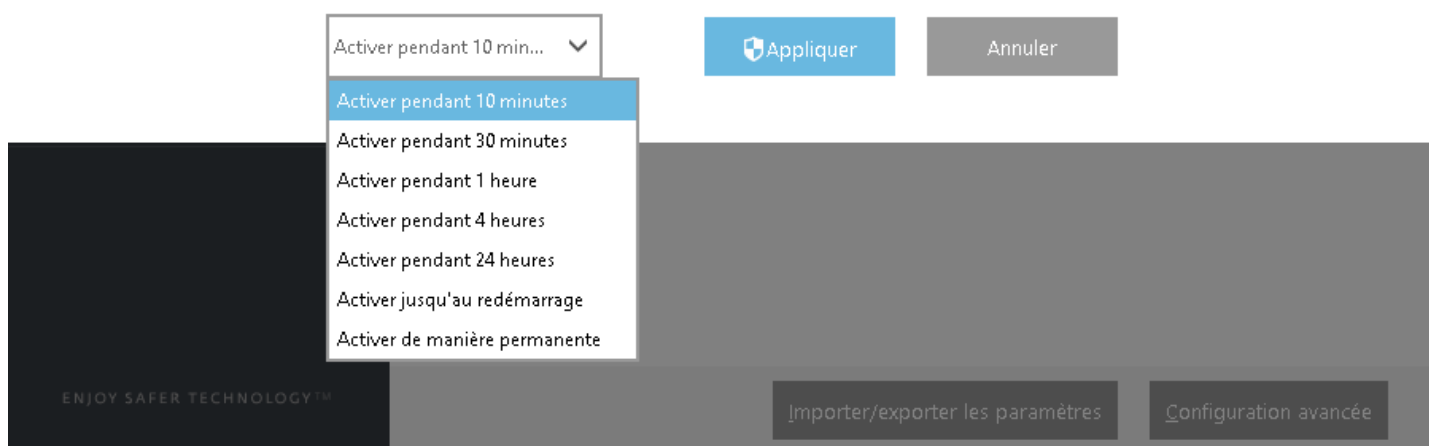 Activer pendant 10 min...
Appliquer
Annuler
Activer pendant 10 minutes
Activer pendant 30 minutes
Activer pendant 1 heure
Activer pendant 4 heures
Activer pendant 24 heures
Activer jusqu'au redémarrage
Activer de manière permanente
ENJOY SAFER TECHNOLOGY™
Importer/exporter les paramètres
Configuration avancée